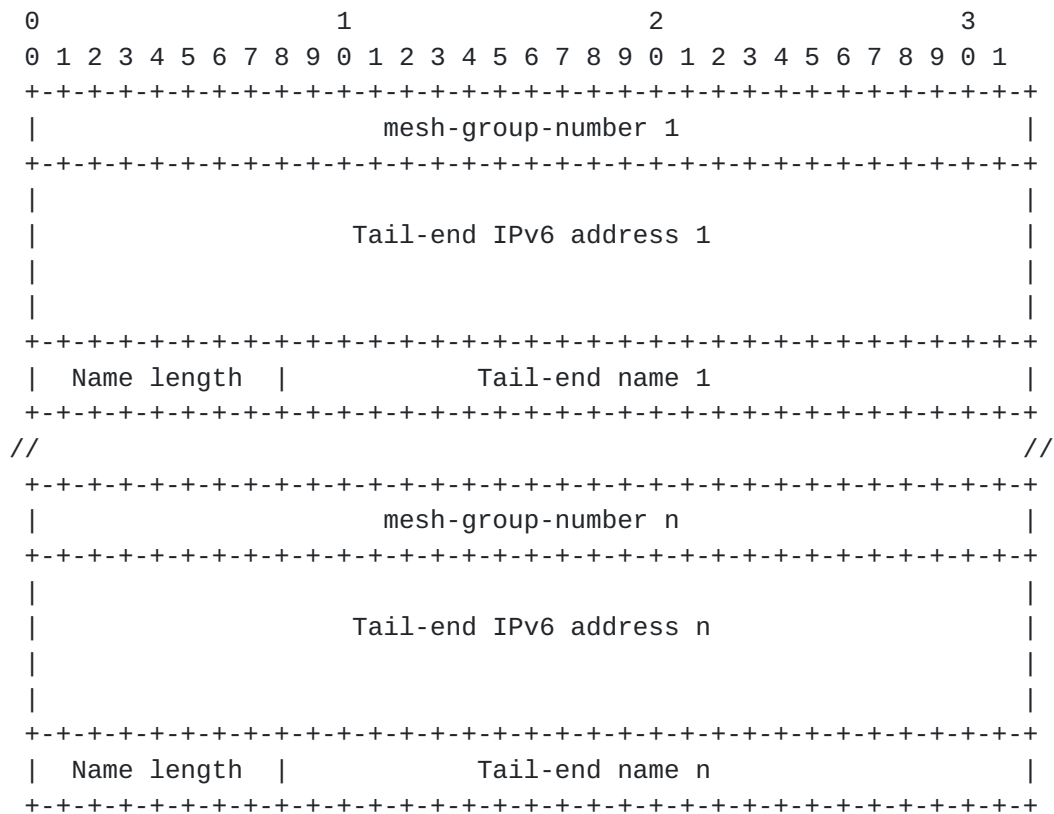 0                   1                   2                   3
0 1 2 3 4 5 6 7 8 9 0 1 2 3 4 5 6 7 8 9 0 1 2 3 4 5 6 7 8 9 0 1
+-+-+-+-+-+-+-+-+-+-+-+-+-+-+-+-+-+-+-+-+-+-+-+-+-+-+-+-+-+-+-+-+
|                      mesh-group-number 1                      |
+-+-+-+-+-+-+-+-+-+-+-+-+-+-+-+-+-+-+-+-+-+-+-+-+-+-+-+-+-+-+-+-+
|                                                               |
|                    Tail-end IPv6 address 1                    |
|                                                               |
|                                                               |
+-+-+-+-+-+-+-+-+-+-+-+-+-+-+-+-+-+-+-+-+-+-+-+-+-+-+-+-+-+-+-+-+
|  Name length  |            Tail-end name 1                    |
+-+-+-+-+-+-+-+-+-+-+-+-+-+-+-+-+-+-+-+-+-+-+-+-+-+-+-+-+-+-+-+-+
//                                                               //
+-+-+-+-+-+-+-+-+-+-+-+-+-+-+-+-+-+-+-+-+-+-+-+-+-+-+-+-+-+-+-+-+
|                      mesh-group-number n                      |
+-+-+-+-+-+-+-+-+-+-+-+-+-+-+-+-+-+-+-+-+-+-+-+-+-+-+-+-+-+-+-+-+
|                                                               |
|                    Tail-end IPv6 address n                    |
|                                                               |
|                                                               |
+-+-+-+-+-+-+-+-+-+-+-+-+-+-+-+-+-+-+-+-+-+-+-+-+-+-+-+-+-+-+-+-+
|  Name length  |            Tail-end name n                    |
+-+-+-+-+-+-+-+-+-+-+-+-+-+-+-+-+-+-+-+-+-+-+-+-+-+-+-+-+-+-+-+-+